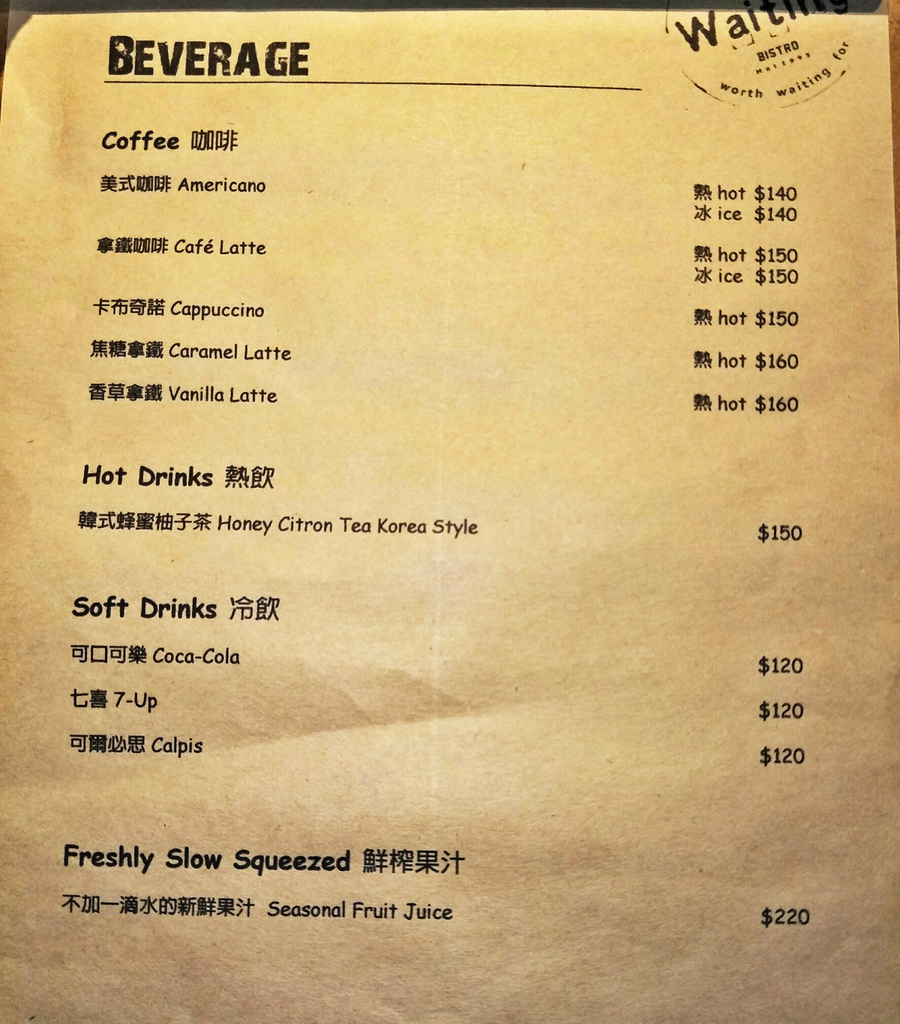 Waiting
BISTRO
worth waiting for
BEVERAGE
Coffee 咖啡
美式咖啡 Americano
熱 hot $140
冰 ice $140
拿鐵咖啡 Café Latte
熱 hot $150
冰 ice $150
卡布奇諾 Cappuccino
熱 hot $150
焦糖拿鐵 Caramel Latte
熱 hot $160
香草拿鐵 Vanilla Latte
熱 hot $160
Hot Drinks 熱飲
韓式蜂蜜柚子茶 Honey Citron Tea Korea Style
$150
Soft Drinks 冷飲
可口可樂 Coca-Cola
$120
七喜 7-Up
$120
可爾必思 Calpis
$120
Freshly Slow Squeezed 鮮榨果汁
不加一滴水的新鮮果汁 Seasonal Fruit Juice
$220